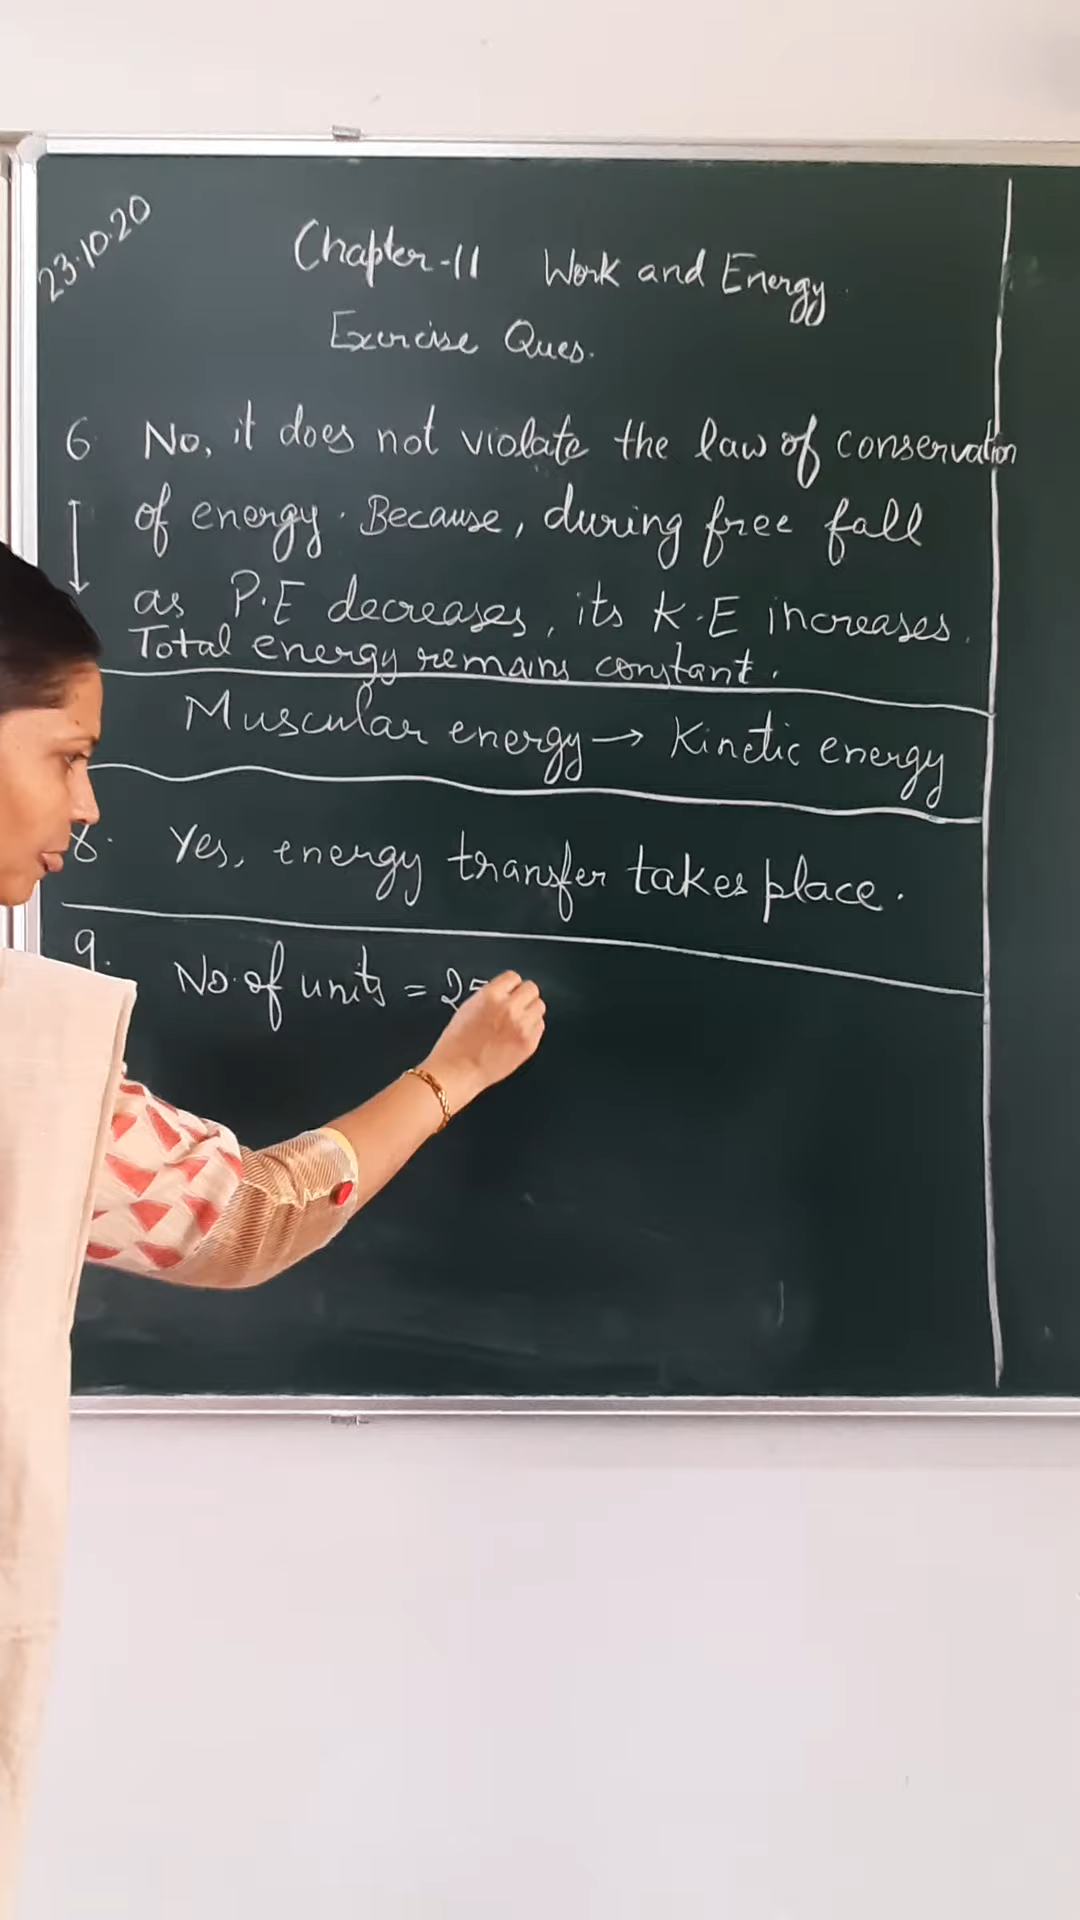 23.10.20
Chapter-11 Work and Energy.
Exercise Ques.
6 No, it does not violate the law of conservation
of energy. Because, during free fall
as P.E decreases, its K.E increases.
Total energy remains constant.
Muscular energy → Kinetic energy
8. Yes, energy transfer takes place.
9. No. of units = 25